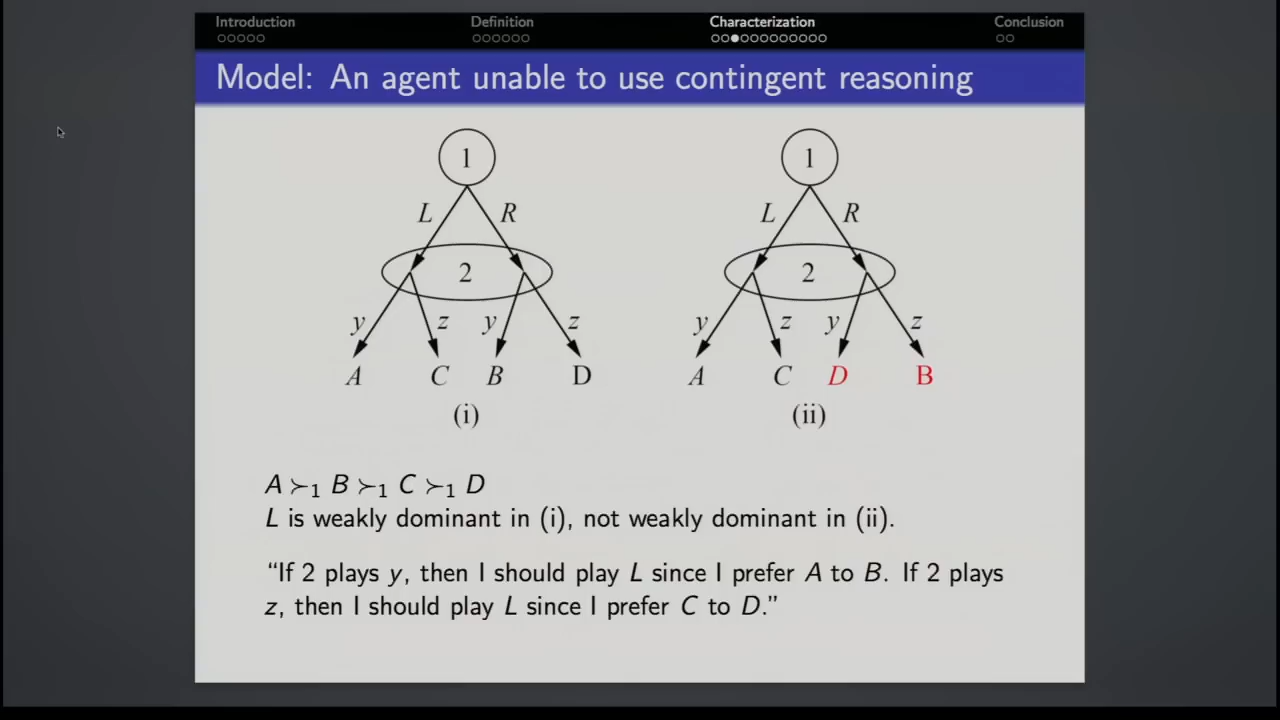 Introduction Definition Characterization Conclusion
Model: An agent unable to use contingent reasoning
1 1
L R L R
2 2
y z y z y z y z
A C B D A C D B
(i) (ii)
A ≻₁ B ≻₁ C ≻₁ D
L is weakly dominant in (i), not weakly dominant in (ii).
“If 2 plays y, then I should play L since I prefer A to B. If 2 plays
z, then I should play L since I prefer C to D.”